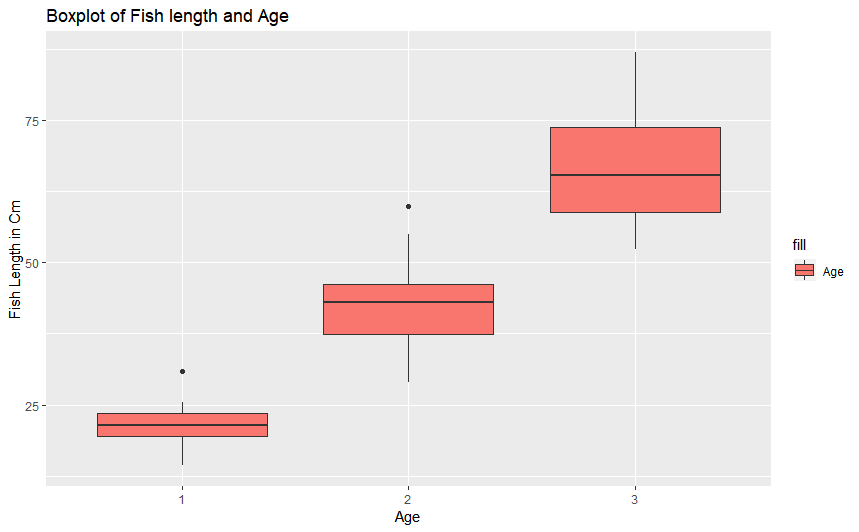 Boxplot of Fish length and Age
Fish Length in Cm
75
50
25
1 2 3
Age
fill
Age